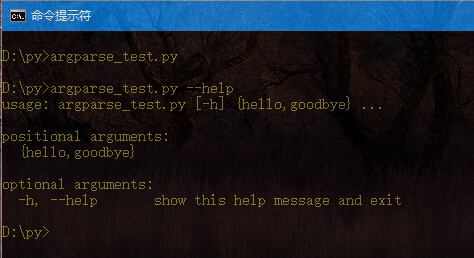 命令提示符
D:\py>argparse_test.py
D:\py>argparse_test.py --help
usage: argparse_test.py [-h] {hello,goodbye} ...
positional arguments:
  {hello,goodbye}
optional arguments:
  -h, --help       show this help message and exit
D:\py>